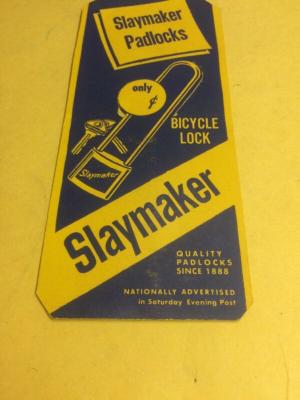 Slaymaker
Padlocks
only
¢
BICYCLE
LOCK
Slaymaker
Slaymaker
QUALITY
PADLOCKS
SINCE 1888
NATIONALLY ADVERTISED
in Saturday Evening Post